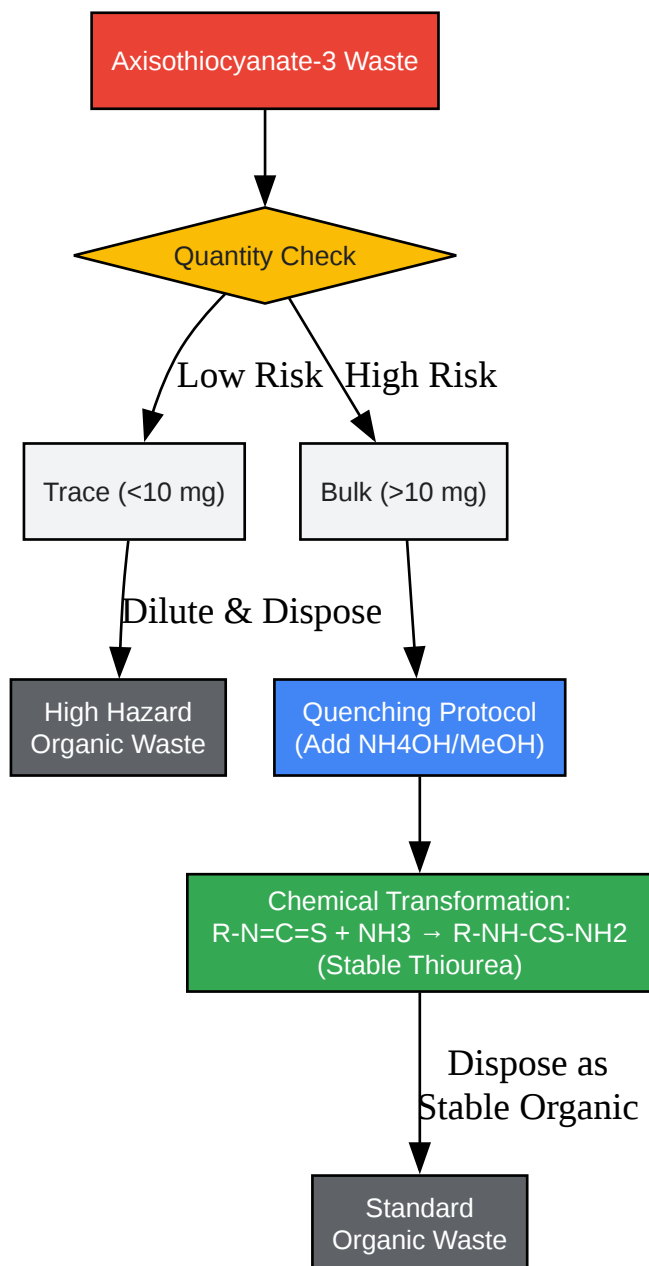 Axisothiocyanate-3 Waste
Quantity Check
Low Risk
High Risk
Trace (<10 mg)
Bulk (>10 mg)
Dilute & Dispose
High Hazard
Organic Waste
Quenching Protocol
(Add NH4OH/MeOH)
Chemical Transformation:
R-N=C=S + NH3 → R-NH-CS-NH2
(Stable Thiourea)
Dispose as
Stable Organic
Standard
Organic Waste